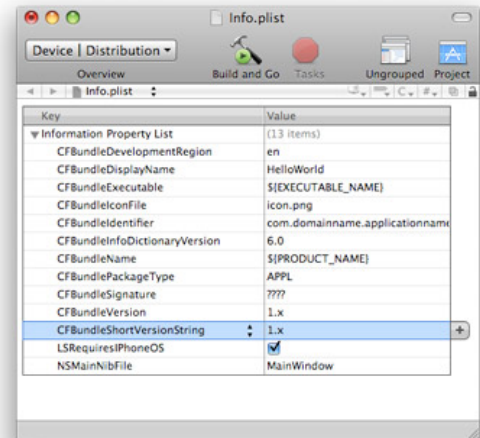 Info.plist
Device | Distribution
Overview Build and Go Tasks Ungrouped Project
Info.plist C #
Key Value
Information Property List (13 items)
CFBundleDevelopmentRegion en
CFBundleDisplayName HelloWorld
CFBundleExecutable ${EXECUTABLE_NAME}
CFBundleIconFile icon.png
CFBundleIdentifier com.domainname.applicationname
CFBundleInfoDictionaryVersion 6.0
CFBundleName ${PRODUCT_NAME}
CFBundlePackageType APPL
CFBundleSignature ????
CFBundleVersion 1.x
CFBundleShortVersionString 1.x
LSRequiresIPhoneOS
NSMainNibFile MainWindow